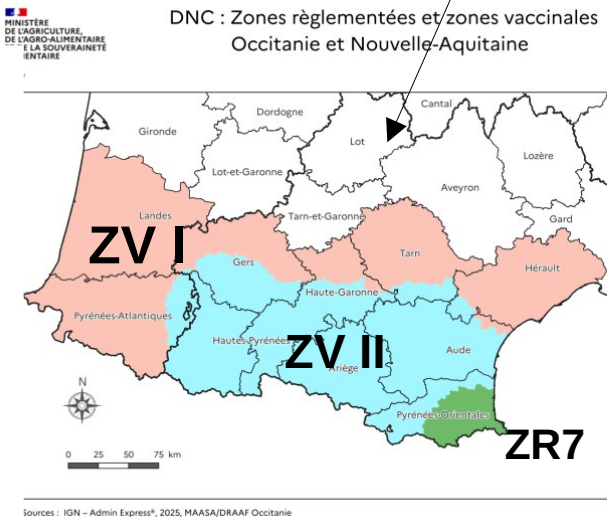 MINISTÈRE
DE L'AGRICULTURE,
DE L'AGRO-ALIMENTAIRE
E LA SOUVERAINETÉ
IENTAIRE
DNC : Zones règlementées et zones vaccinales
Occitanie et Nouvelle-Aquitaine
Cantal
Dordogne
Gironde
Lot
Lozère
Lot-et-Garonne
Aveyron
Landes
Tarn-et-Garonne
Gard
ZV I
Gers
Tarn
Hérault
Haute-Garonne
Pyrénées-Atlantiques
Hautes-Pyrénées
ZV II
Aude
Ariège
N
Pyrénées-Orientales
ZR7
0 25 50 75 km
Sources : IGN – Admin Express®, 2025, MAASA/DRAAF Occitanie